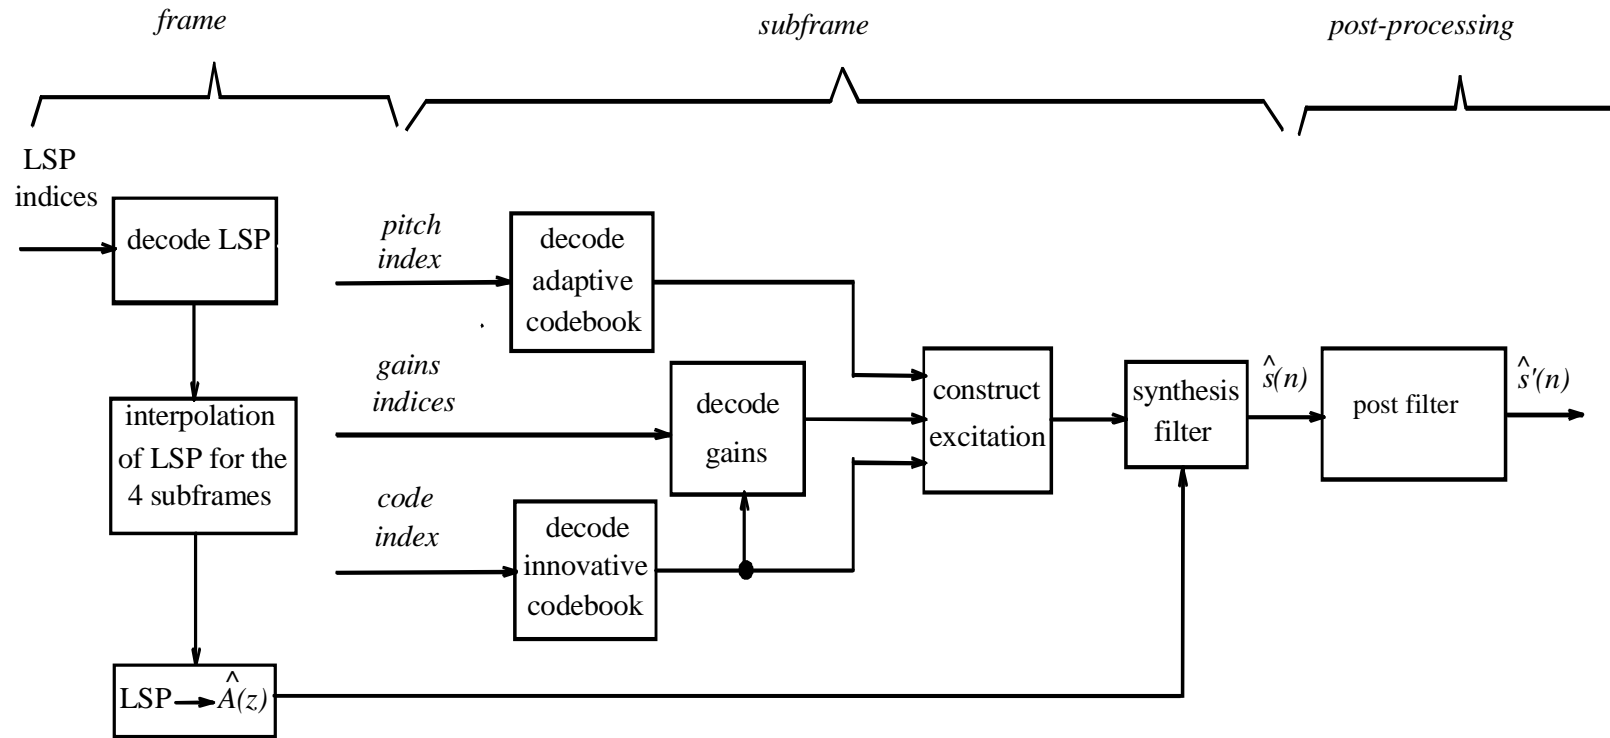 frame
subframe
post-processing
LSP
indices
decode LSP
interpolation
of LSP for the
4 subframes
LSP → Â(z)
pitch
index
decode
adaptive
codebook
gains
indices
decode
gains
code
index
decode
innovative
codebook
construct
excitation
synthesis
filter
ŝ(n)
post filter
ŝ'(n)